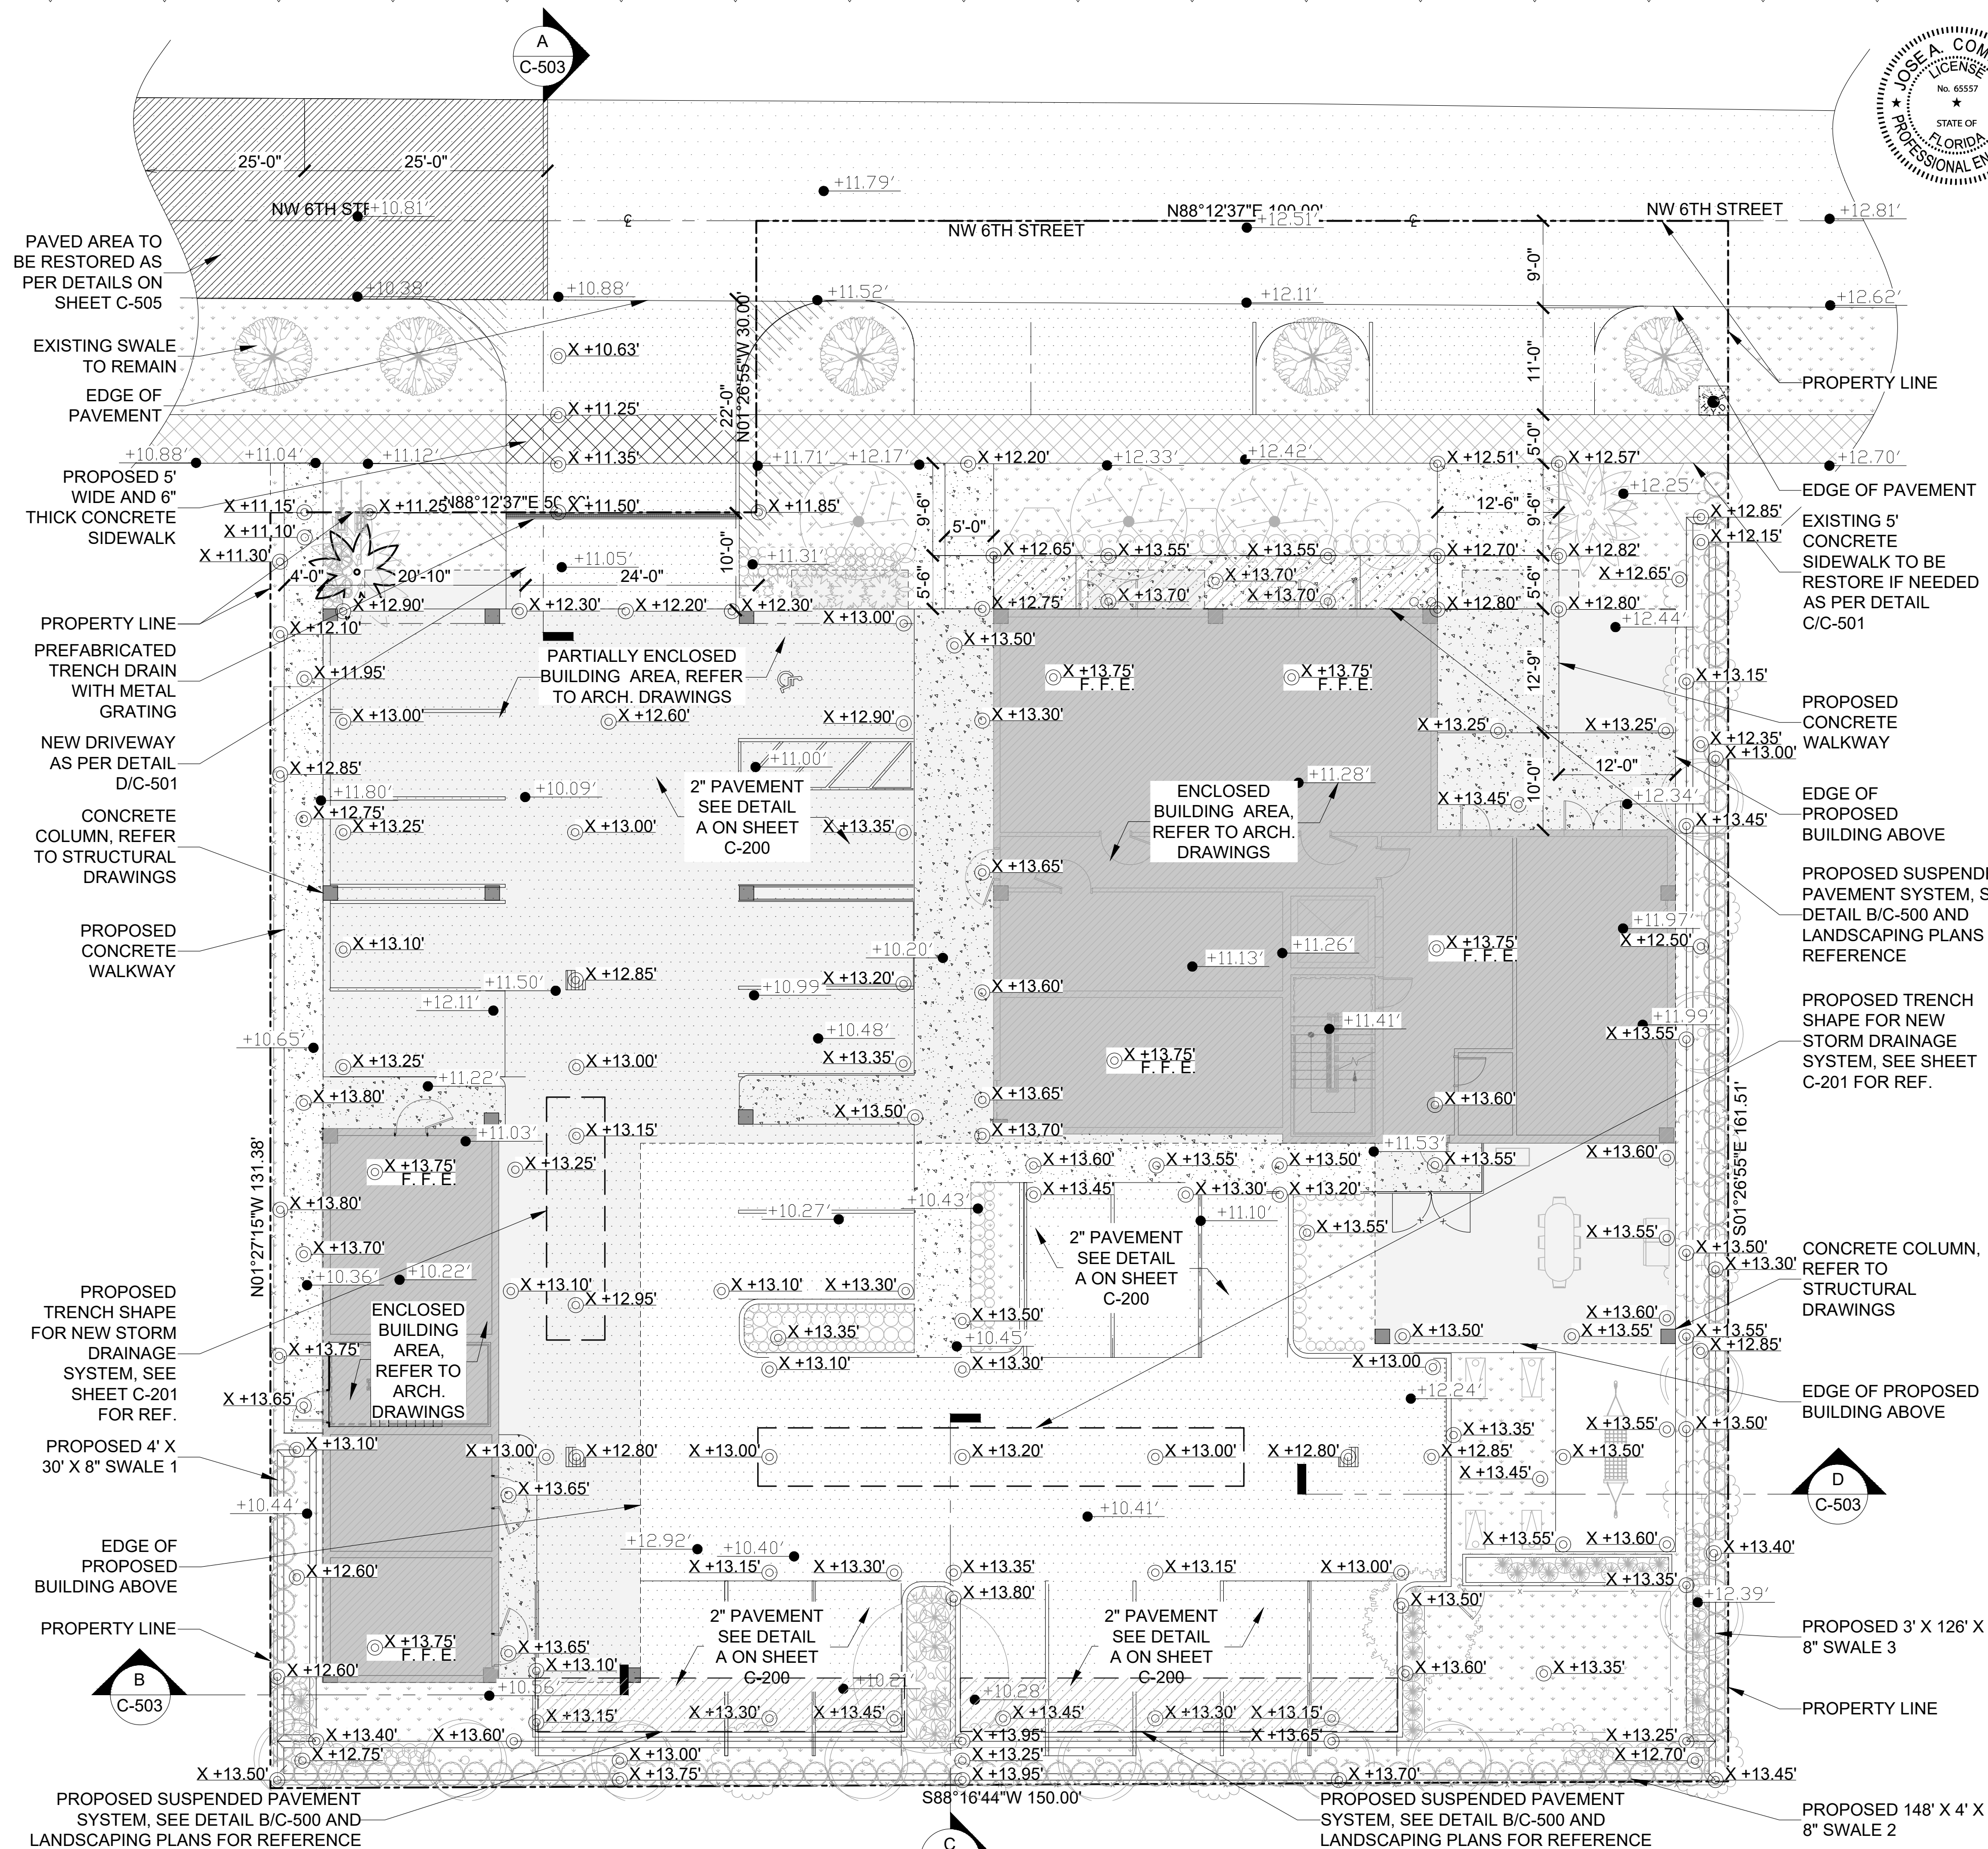 A
C-503
JOSE A.
LICENSE
No. 65557
STATE OF
FLORIDA
PROFESSIONAL
25'-0"
25'-0"
+11.79'
NW 6TH
+10.81'
N88°12'37"E 100.00'
+12.51'
NW 6TH STREET
NW 6TH STREET
+12.81'
PAVED AREA TO
BE RESTORED AS
PER DETAILS ON
SHEET C-505
9'-0"
+10.38'
+10.88'
+11.52'
+12.11'
+12.62'
EXISTING SWALE
TO REMAIN
X +10.63'
N01°26'55"W 30.00'
22'-0"
11'-0"
PROPERTY LINE
EDGE OF
PAVEMENT
X +11.25'
+10.88'
+11.04'
+11.12'
X +11.35'
+11.71'
+12.17'
X +12.20'
+12.33'
+12.42'
X +12.51'
5'-0"
X +12.57'
+12.70'
PROPOSED 5'
WIDE AND 6"
THICK CONCRETE
SIDEWALK
+12.25'
EDGE OF PAVEMENT
X +11.15'
X +11.25'
N88°12'37"E
X +11.50'
X +11.85'
9'-6"
5'-0"
12'-6"
9'-6"
X +12.85'
X +11.10'
X +12.15'
EXISTING 5'
CONCRETE
SIDEWALK TO BE
RESTORE IF NEEDED
AS PER DETAIL
C/C-501
X +11.30'
+11.05'
10'-0"
+11.31'
X +12.65'
X +13.55'
X +13.55'
X +12.70'
X +12.82'
4'-0"
20'-10"
24'-0"
5'-6"
X +13.70'
5'-6"
X +12.65'
X +12.90'
X +12.30'
X +12.20'
X +12.30'
X +13.00'
X +12.75'
X +13.70'
X +13.70'
X +12.80'
X +12.80'
PROPERTY LINE
X +12.10'
X +13.50'
+12.44'
PREFABRICATED
TRENCH DRAIN
WITH METAL
GRATING
PARTIALLY ENCLOSED
BUILDING AREA, REFER
TO ARCH. DRAWINGS
X +11.95'
X +13.75'
F. F. E.
X +13.75'
F. F. E.
12'-9"
X +13.15'
X +13.00'
X +12.60'
X +12.90'
X +13.30'
X +13.25'
X +13.25'
PROPOSED
CONCRETE
WALKWAY
NEW DRIVEWAY
AS PER DETAIL
D/C-501
X +12.35'
X +13.00'
X +12.85'
+11.00'
+11.28'
12'-0"
10'-0"
+11.80'
+10.09'
2" PAVEMENT
SEE DETAIL
A ON SHEET
C-200
ENCLOSED
BUILDING AREA,
REFER TO ARCH.
DRAWINGS
X +13.45'
+12.34'
EDGE OF
PROPOSED
BUILDING ABOVE
CONCRETE
COLUMN, REFER
TO STRUCTURAL
DRAWINGS
X +12.75'
X +13.25'
X +13.00'
X +13.35'
X +13.45'
X +13.65'
PROPOSED
PAVEMENT SYSTEM,
DETAIL B/C-500 AND
LANDSCAPING PLANS
REFERENCE
PROPOSED
CONCRETE
WALKWAY
X +13.10'
+10.20'
+11.13'
+11.26'
X +13.75'
F. F. E.
+11.97'
X +12.50'
+11.50'
X +12.85'
+10.99
X +13.20'
X +13.60'
+12.11'
+10.65'
+10.48'
+11.41'
+11.99'
X +13.55'
PROPOSED TRENCH
SHAPE FOR NEW
STORM DRAINAGE
SYSTEM, SEE SHEET
C-201 FOR REF.
X +13.25'
X +13.00'
X +13.35'
X +13.75'
F. F. E.
+11.22'
X +13.80'
X +13.50'
X +13.65'
X +13.60'
N01°27'15"W 131.38'
+11.03'
X +13.15'
X +13.70'
+11.53'
S01°26'55"E 161.51'
X +13.75'
F. F. E.
X +13.25'
X +13.60'
X +13.55'
X +13.50'
X +13.55'
X +13.60'
X +13.80'
+10.27'
+10.43'
X +13.45'
X +13.30'
X +13.20'
+11.10'
X +13.70'
2" PAVEMENT
SEE DETAIL
A ON SHEET
C-200
X +13.55'
X +13.55'
X +13.50'
X +13.30'
CONCRETE COLUMN,
REFER TO
STRUCTURAL
DRAWINGS
+10.36'
+10.22'
X +13.10'
X +12.95'
X +13.10'
X +13.30'
PROPOSED
TRENCH SHAPE
FOR NEW STORM
DRAINAGE
SYSTEM, SEE
SHEET C-201
FOR REF.
ENCLOSED
BUILDING
AREA,
REFER TO
ARCH.
DRAWINGS
X +13.35'
X +13.50'
+10.45'
X +13.60'
X +13.50'
X +13.55'
X +13.55'
X +12.85'
X +13.75'
X +13.10'
X +13.30'
X +13.00
X +13.65'
+12.24'
EDGE OF PROPOSED
BUILDING ABOVE
PROPOSED 4' X
30' X 8" SWALE 1
X +13.10'
X +13.00'
X +12.80'
X +13.00'
X +13.20'
X +13.00'
X +12.80'
X +13.35'
X +12.85'
X +13.45'
X +13.50'
X +13.55'
X +13.50'
D
C-503
+10.44'
X +13.65'
+10.41'
EDGE OF
PROPOSED
BUILDING ABOVE
X +12.60'
+12.92'
+10.40'
X +13.15'
X +13.30'
X +13.35'
X +13.15'
X +13.00'
X +13.55'
X +13.60'
X +13.40'
X +13.80'
X +13.50'
X +13.35'
+12.39'
PROPERTY LINE
2" PAVEMENT
SEE DETAIL
A ON SHEET
C-200
2" PAVEMENT
SEE DETAIL
A ON SHEET
C-200
PROPOSED 3' X 126' X
8" SWALE 3
B
C-503
X +13.75'
F. F. E.
X +13.65'
X +13.10'
X +12.60'
+10.56'
+10.21'
+10.28'
X +13.60'
X +13.35'
PROPERTY LINE
X +13.15'
X +13.30'
X +13.45'
X +13.45'
X +13.30'
X +13.15'
X +13.40'
X +13.60'
X +13.95'
X +13.65'
X +13.25'
X +12.75'
X +13.00'
X +13.25'
X +12.70'
X +13.50'
X +13.75'
X +13.95'
X +13.70'
X +13.45'
S88°16'44"W 150.00'
PROPOSED SUSPENDED PAVEMENT
SYSTEM, SEE DETAIL B/C-500 AND
LANDSCAPING PLANS FOR REFERENCE
PROPOSED SUSPENDED PAVEMENT
SYSTEM, SEE DETAIL B/C-500 AND
LANDSCAPING PLANS FOR REFERENCE
PROPOSED 148' X 4' X
8" SWALE 2
C